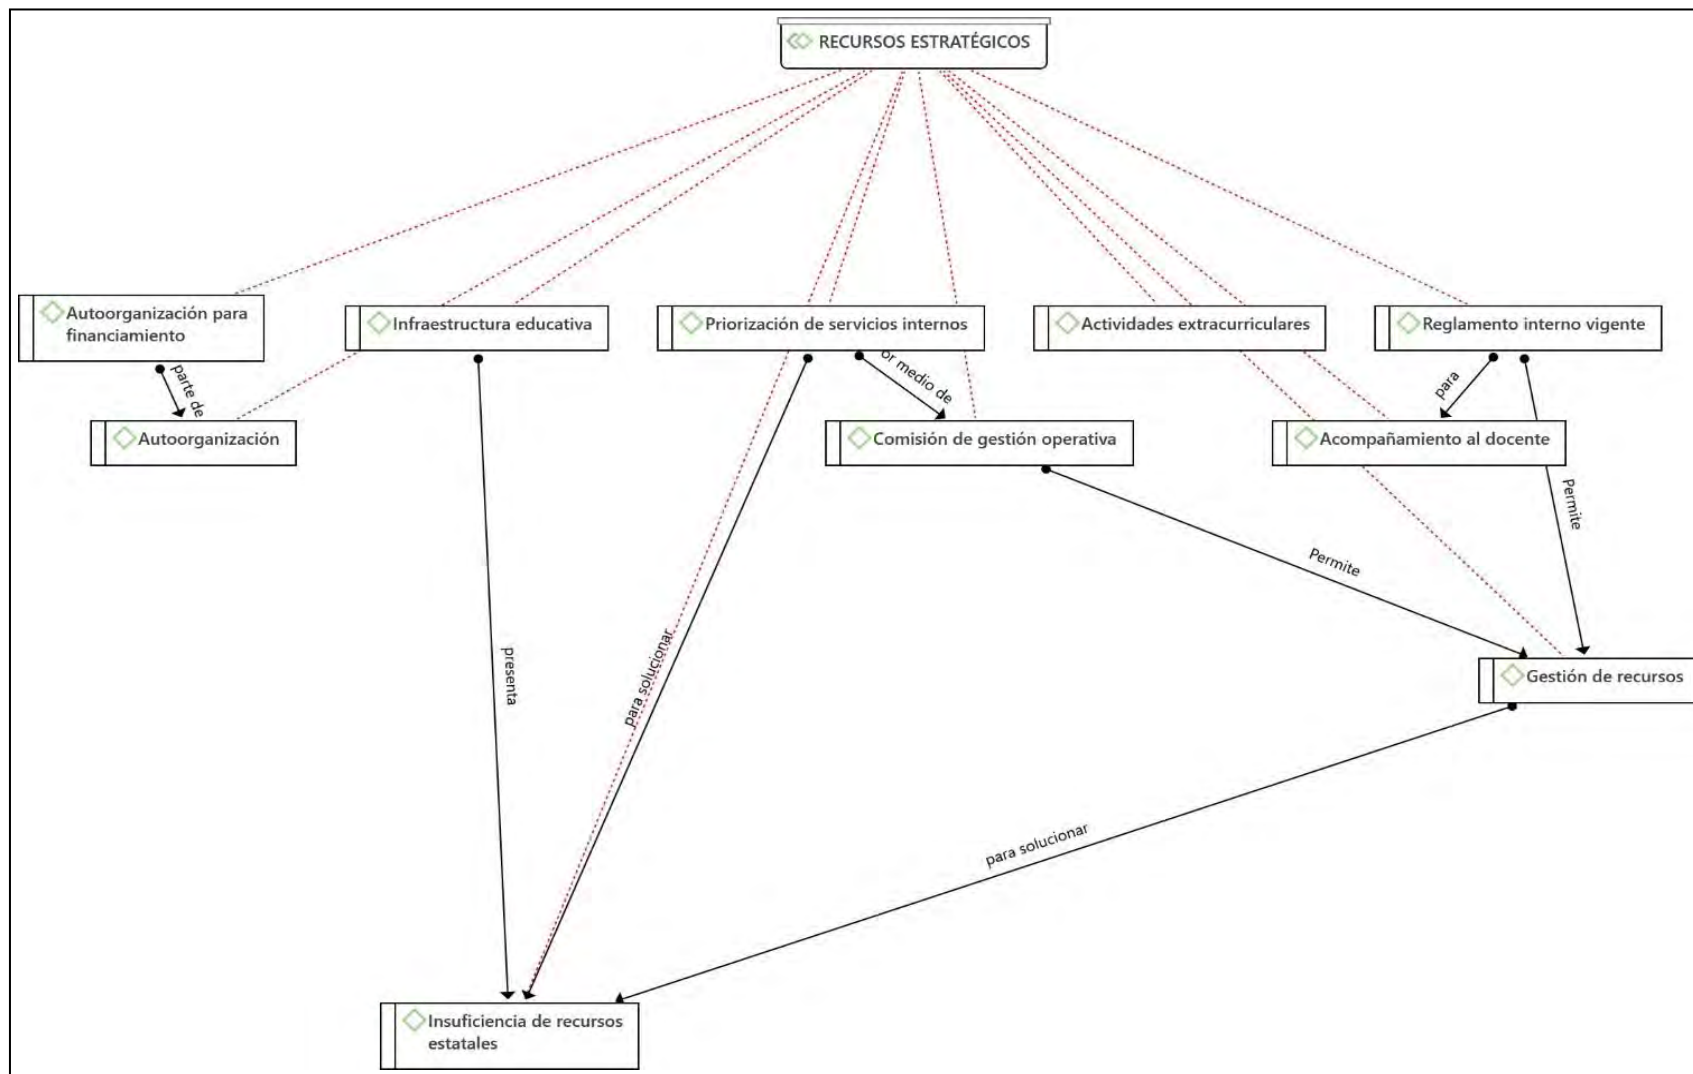 RECURSOS ESTRATÉGICOS
Autoorganización para
financiamiento
Infraestructura educativa
Priorización de servicios internos
Actividades extracurriculares
Reglamento interno vigente
parte de
or medio de
para
Autoorganización
Comisión de gestión operativa
Acompañamiento al docente
Permite
Permite
presenta
para solucionar
Gestión de recursos
para solucionar
Insuficiencia de recursos
estatales